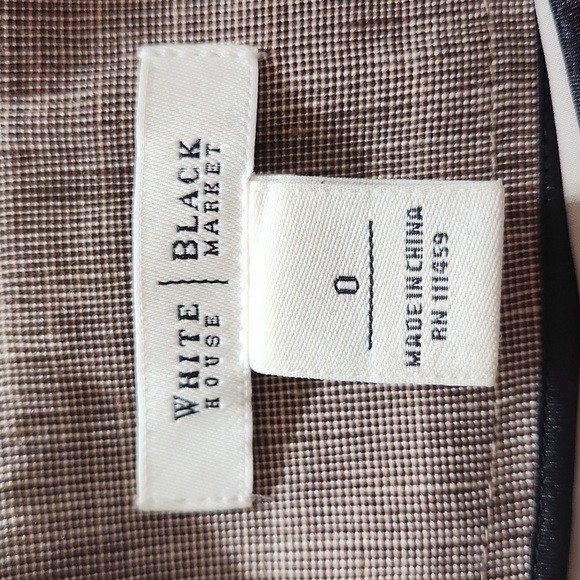 WHITE | BLACK
HOUSE | MARKET
0
MADE IN CHINA
RN 111459